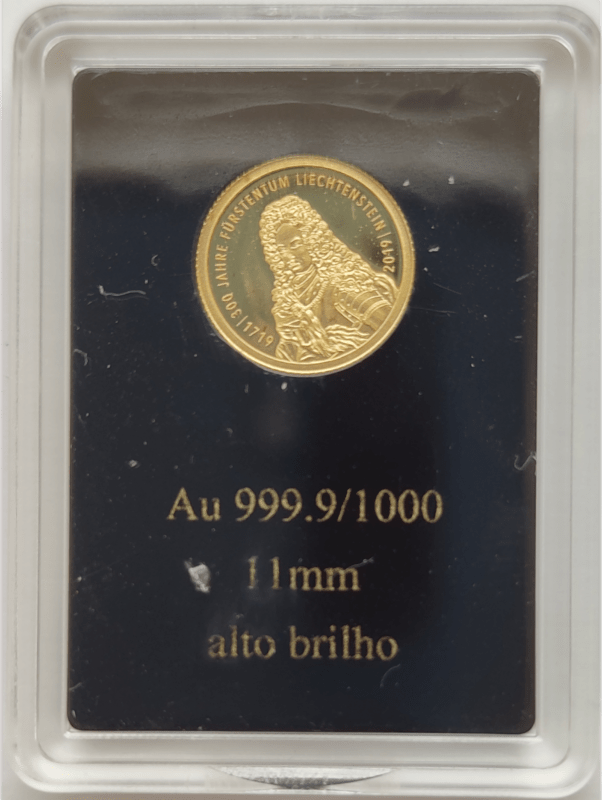 300 JAHRE FÜRSTENTUM LIECHTENSTEIN
1719 | 2019
Au 999.9/1000
11mm
alto brilho